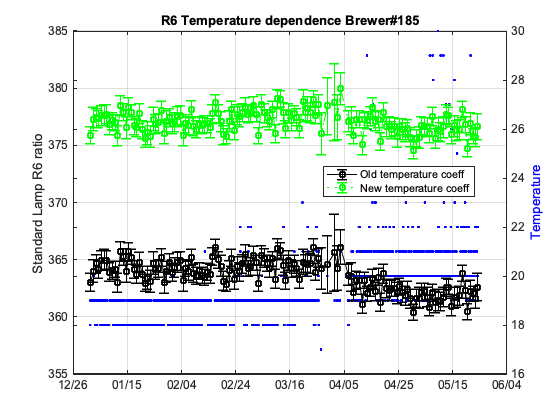 R6 Temperature dependence Brewer#185
385
380
375
370
365
360
355
Standard Lamp R6 ratio
30
28
26
24
22
20
18
16
Temperature
Old temperature coeff
New temperature coeff
12/26 01/15 02/04 02/24 03/16 04/05 04/25 05/15 06/04